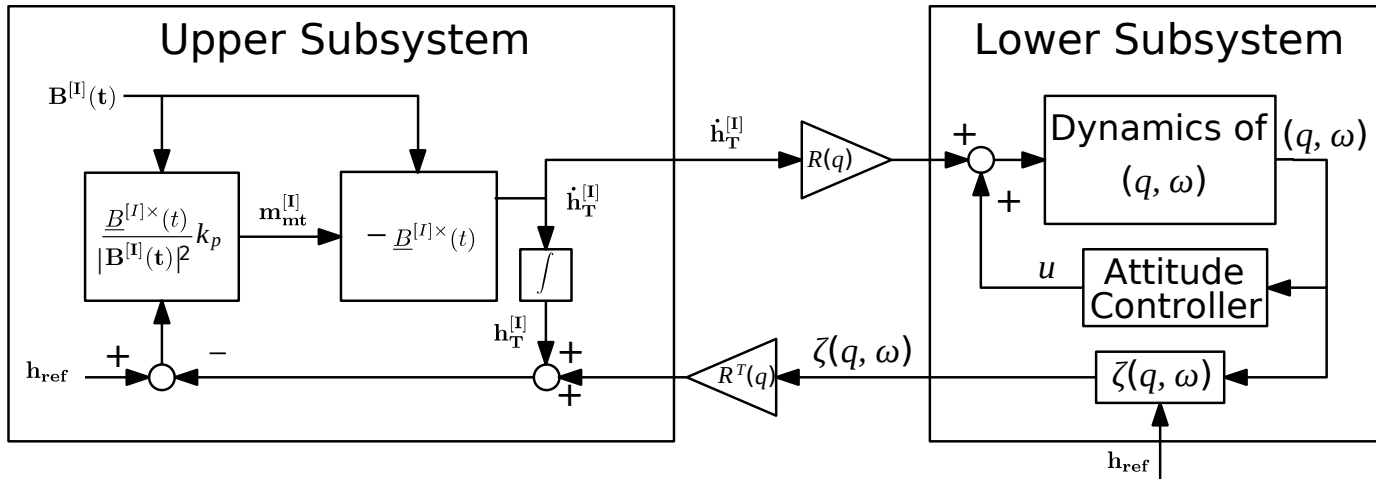 Upper Subsystem
B^[I](t)
B^[I]×(t)
|B^[I](t)|² k_p
m_mt^[I]
− B^[I]×(t)
ḣ_T^[I]
∫
h_T^[I]
h_ref
+
−
+
+
ḣ_T^[I]
R(q)
ζ(q, ω)
R^T(q)
Lower Subsystem
+
+
Dynamics of
(q, ω)
(q, ω)
u
Attitude
Controller
ζ(q, ω)
h_ref